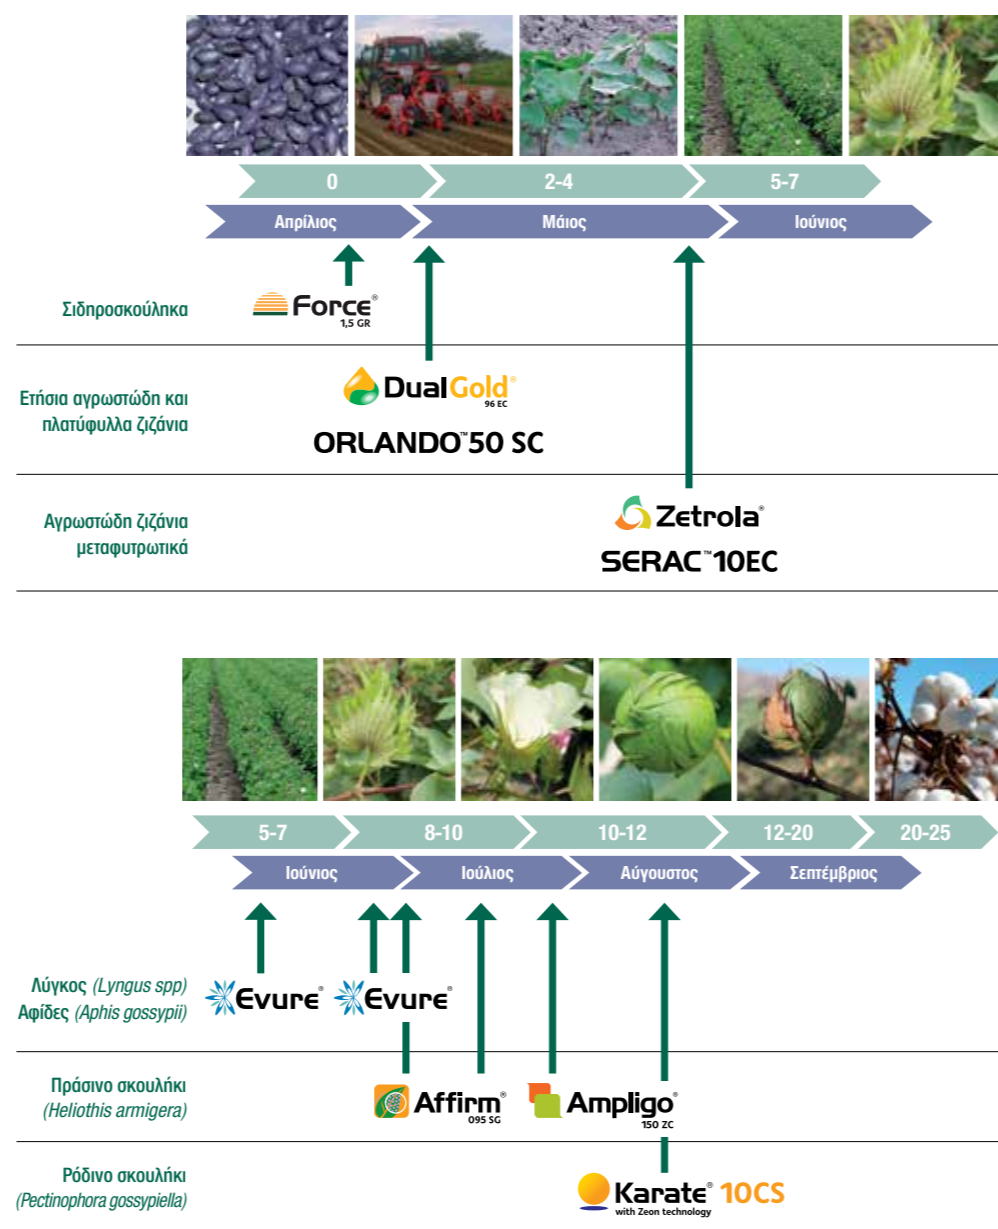 0 2-4 5-7
Απρίλιος Μάιος Ιούνιος
Σιδηροσκούληκα
Force®
1,5 GR
Ετήσια αγρωστώδη και
πλατύφυλλα ζιζάνια
DualGold®
96 EC
ORLANDO™ 50 SC
Αγρωστώδη ζιζάνια
μεταφυτρωτικά
Zetrola®
SERAC™ 10EC
5-7 8-10 10-12 12-20 20-25
Ιούνιος Ιούλιος Αύγουστος Σεπτέμβριος
Λύγκος (Lyngus spp)
Αφίδες (Aphis gossypii)
Evure® Evure®
Πράσινο σκουλήκι
(Heliothis armigera)
Affirm® Ampligo®
095 SG 150 ZC
Ρόδινο σκουλήκι
(Pectinophora gossypiella)
Karate® 10CS
with Zeon technology